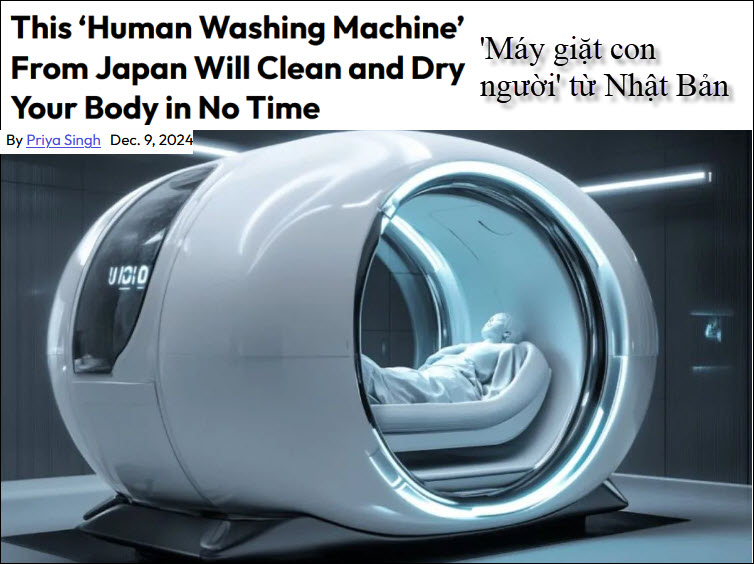 This ‘Human Washing Machine’
From Japan Will Clean and Dry
Your Body in No Time
'Máy giặt con
người' từ Nhật Bản
By Priya Singh Dec. 9, 2024